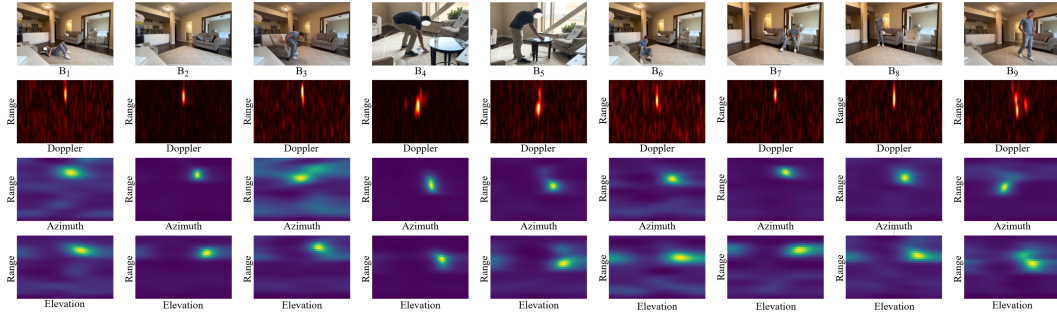 B1 B2 B3 B4 B5 B6 B7 B8 B9
Range Range Range Range Range Range Range Range Range
Doppler Doppler Doppler Doppler Doppler Doppler Doppler Doppler Doppler
Range Range Range Range Range Range Range Range Range
Azimuth Azimuth Azimuth Azimuth Azimuth Azimuth Azimuth Azimuth Azimuth
Range Range Range Range Range Range Range Range Range
Elevation Elevation Elevation Elevation Elevation Elevation Elevation Elevation Elevation